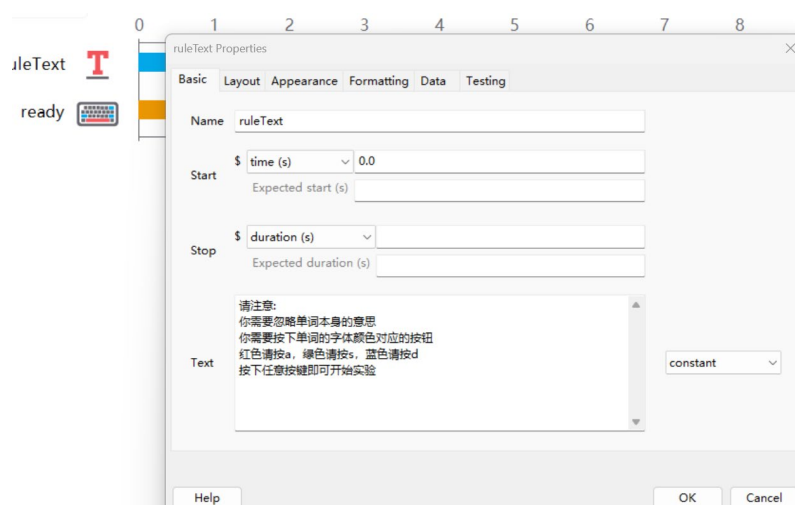 0 1 2 3 4 5 6 7 8
uleText T
ready
ruleText Properties
Basic Layout Appearance Formatting Data Testing
Name ruleText
Start $ time (s) 0.0
Expected start (s)
Stop $ duration (s)
Expected duration (s)
Text
请注意:
你需要忽略单词本身的意思
你需要按下单词的字体颜色对应的按钮
红色请按a，绿色请按s，蓝色请按d
按下任意按键即可开始实验
constant
Help OK Cancel